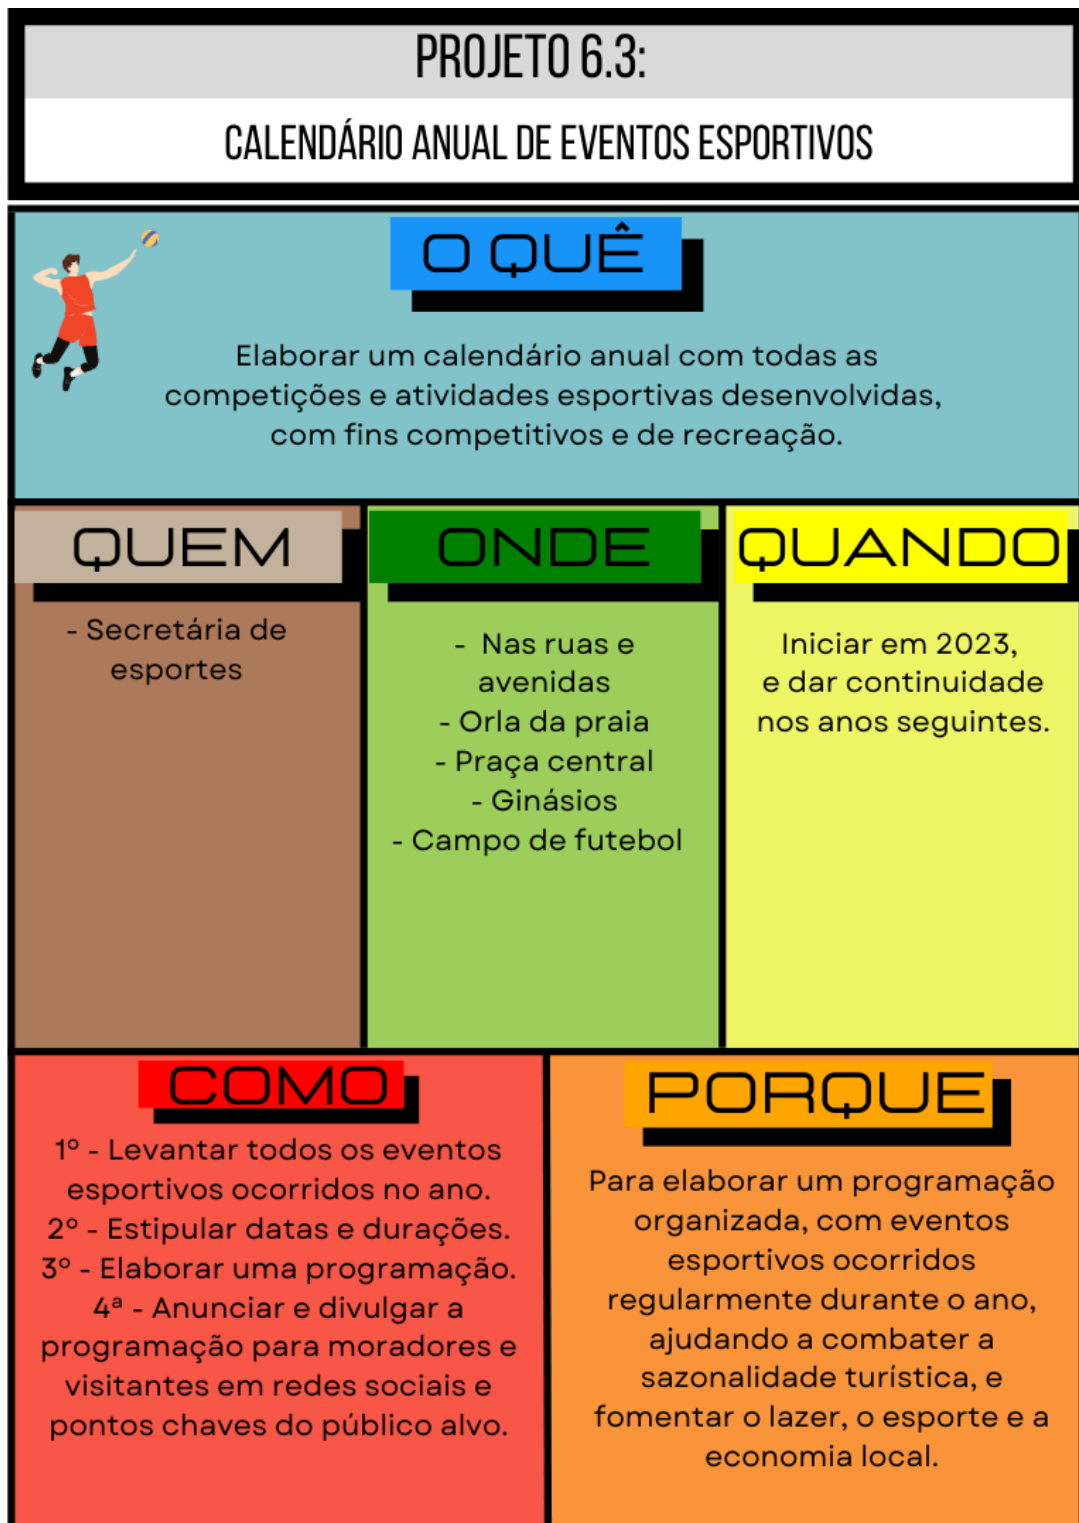 PROJETO 6.3:
CALENDÁRIO ANUAL DE EVENTOS ESPORTIVOS
O QUÊ
Elaborar um calendário anual com todas as
competições e atividades esportivas desenvolvidas,
com fins competitivos e de recreação.
QUEM
- Secretária de
esportes
ONDE
- Nas ruas e
avenidas
- Orla da praia
- Praça central
- Ginásios
- Campo de futebol
QUANDO
Iniciar em 2023,
e dar continuidade
nos anos seguintes.
COMO
1º - Levantar todos os eventos
esportivos ocorridos no ano.
2º - Estipular datas e durações.
3º - Elaborar uma programação.
4ª - Anunciar e divulgar a
programação para moradores e
visitantes em redes sociais e
pontos chaves do público alvo.
PORQUE
Para elaborar um programação
organizada, com eventos
esportivos ocorridos
regularmente durante o ano,
ajudando a combater a
sazonalidade turística, e
fomentar o lazer, o esporte e a
economia local.